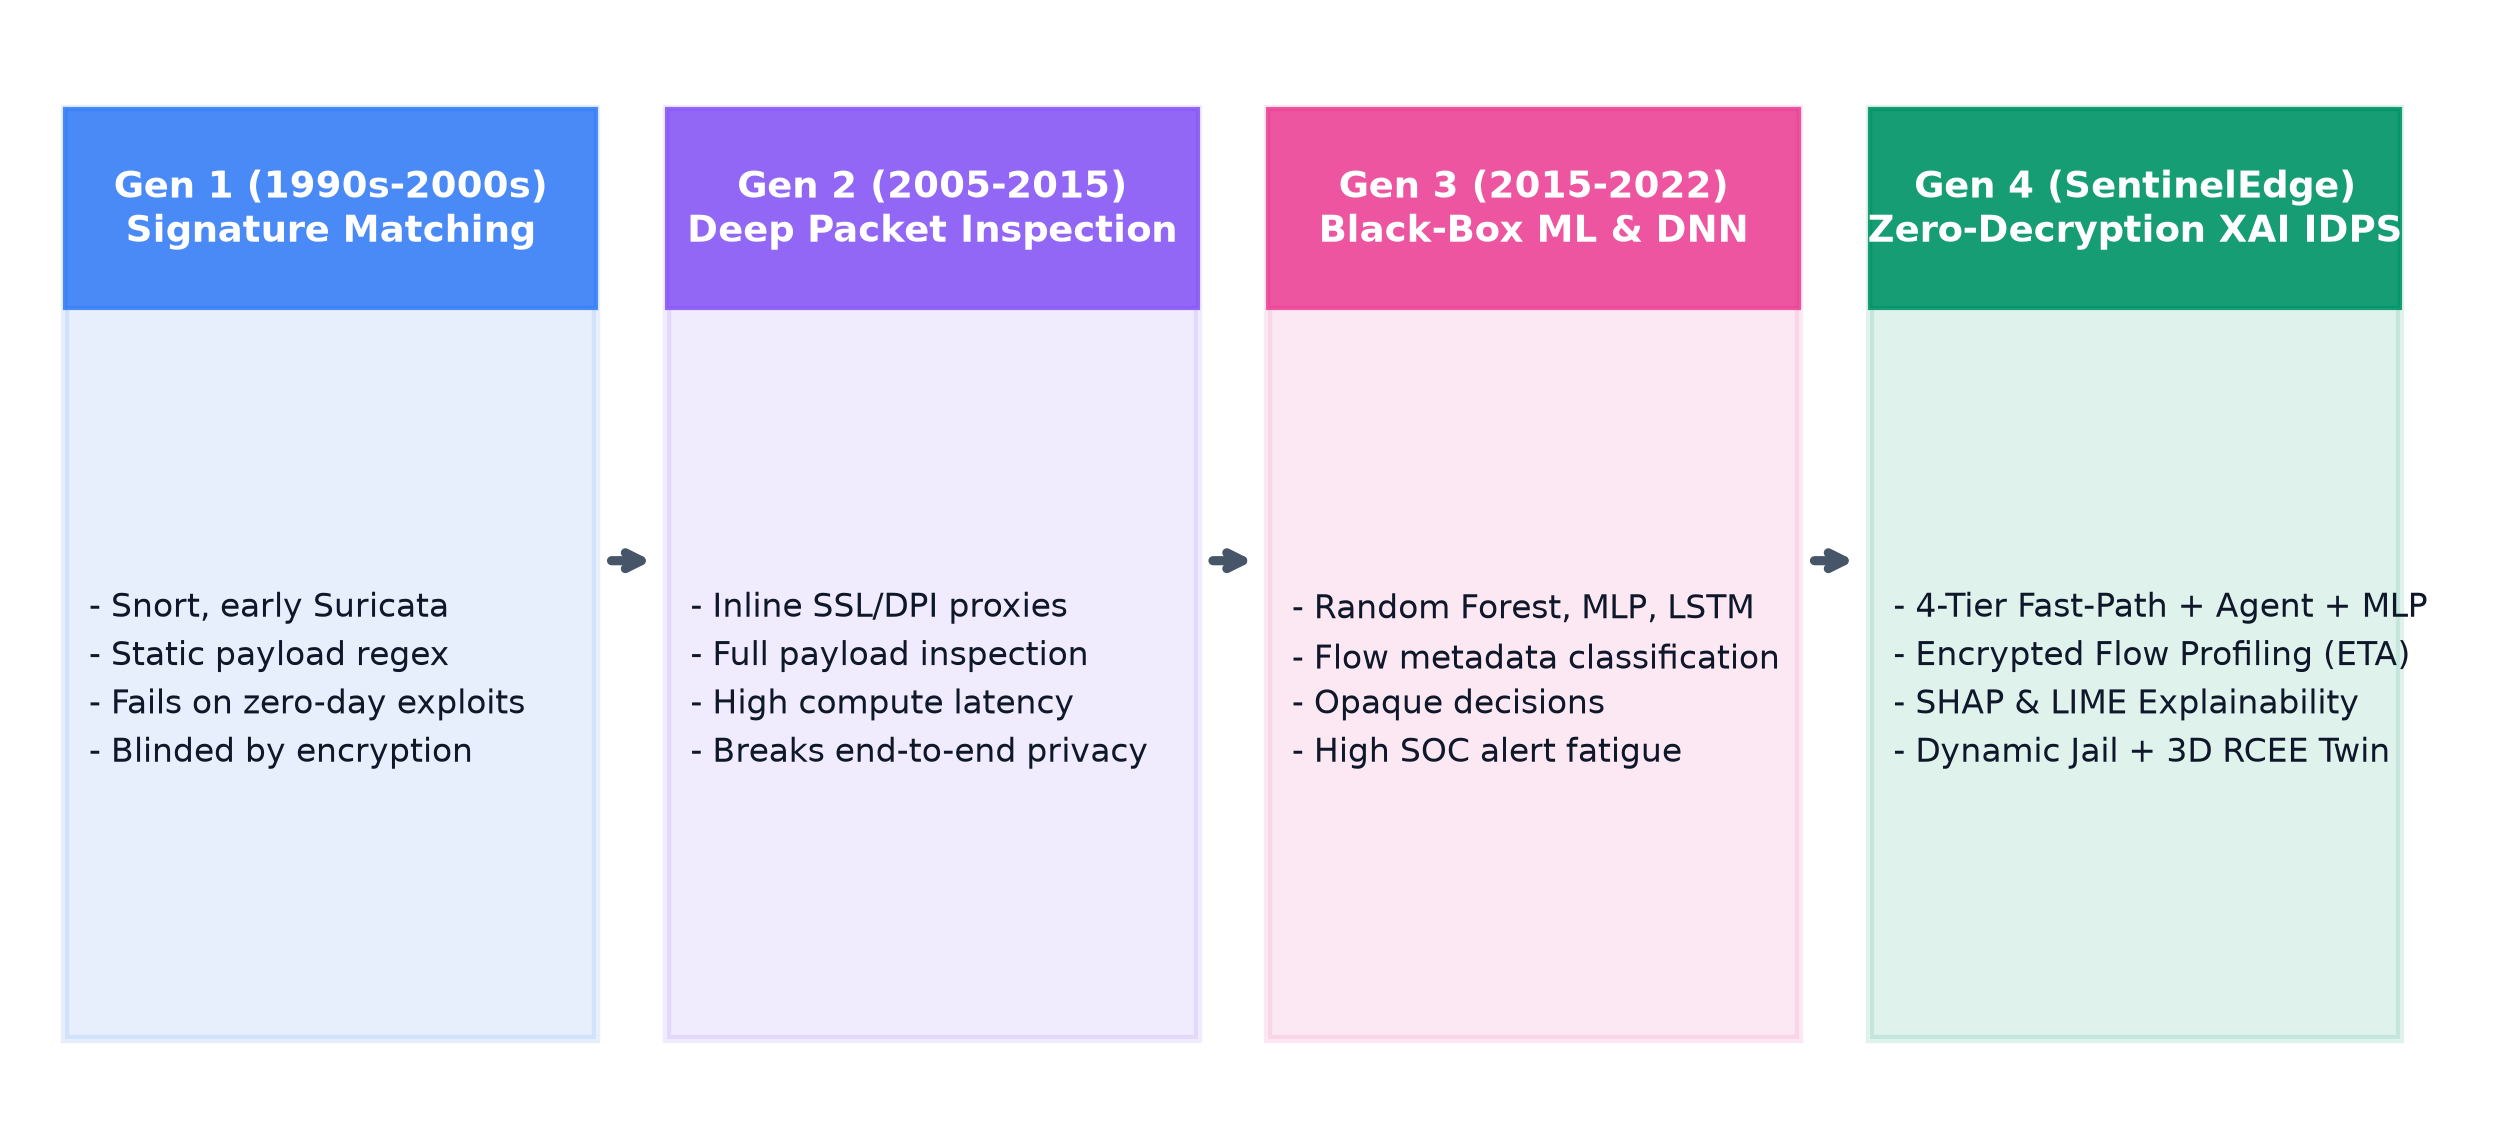 Gen 1 (1990s-2000s)
Signature Matching
- Snort, early Suricata
- Static payload regex
- Fails on zero-day exploits
- Blinded by encryption
Gen 2 (2005-2015)
Deep Packet Inspection
- Inline SSL/DPI proxies
- Full payload inspection
- High compute latency
- Breaks end-to-end privacy
Gen 3 (2015-2022)
Black-Box ML & DNN
- Random Forest, MLP, LSTM
- Flow metadata classification
- Opaque decisions
- High SOC alert fatigue
Gen 4 (SentinelEdge)
Zero-Decryption XAI IDPS
- 4-Tier Fast-Path + Agent + MLP
- Encrypted Flow Profiling (ETA)
- SHAP & LIME Explainability
- Dynamic Jail + 3D RCEE Twin